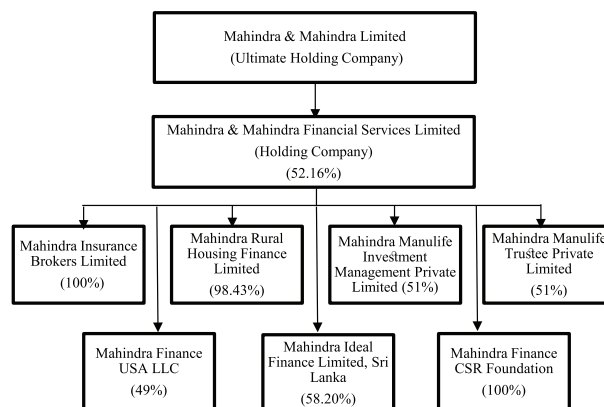 Mahindra & Mahindra Limited
(Ultimate Holding Company)
Mahindra & Mahindra Financial Services Limited
(Holding Company)
(52.16%)
Mahindra Insurance
Brokers Limited
(100%)
Mahindra Rural
Housing Finance
Limited
(98.43%)
Mahindra Manulife
Investment
Management Private
Limited (51%)
Mahindra Manulife
Trustee Private
Limited
(51%)
Mahindra Finance
USA LLC
(49%)
Mahindra Ideal
Finance Limited, Sri
Lanka
(58.20%)
Mahindra Finance
CSR Foundation
(100%)